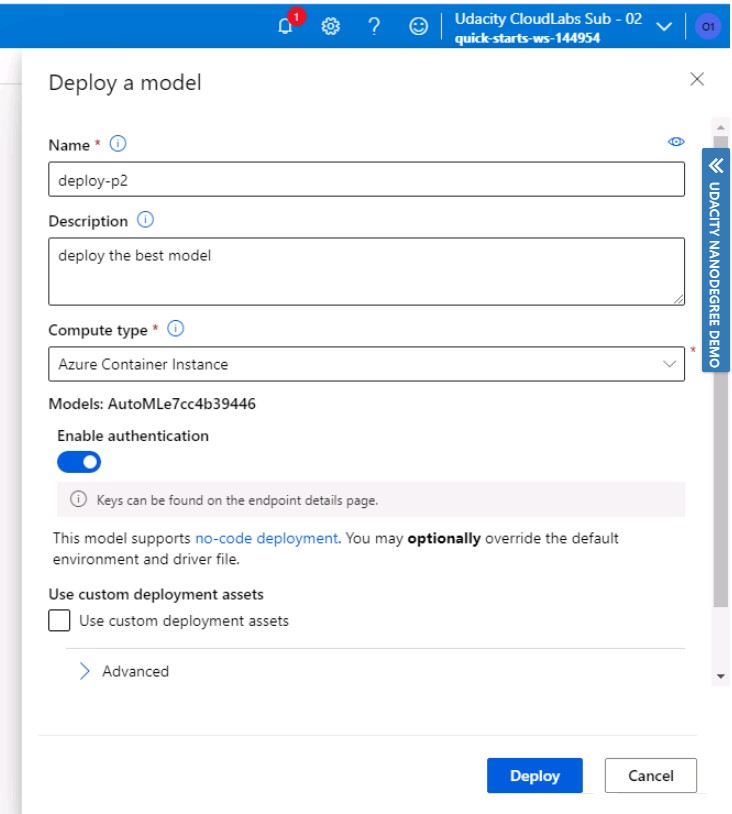 1
Udacity CloudLabs Sub - 02
quick-starts-ws-144954
O1
Deploy a model
Name *
deploy-p2
Description
deploy the best model
Compute type *
Azure Container Instance
*
Models: AutoMLe7cc4b39446
Enable authentication
Keys can be found on the endpoint details page.
This model supports no-code deployment. You may optionally override the default
environment and driver file.
Use custom deployment assets
Use custom deployment assets
Advanced
Deploy
Cancel
UDACITY NANODEGREE DEMO